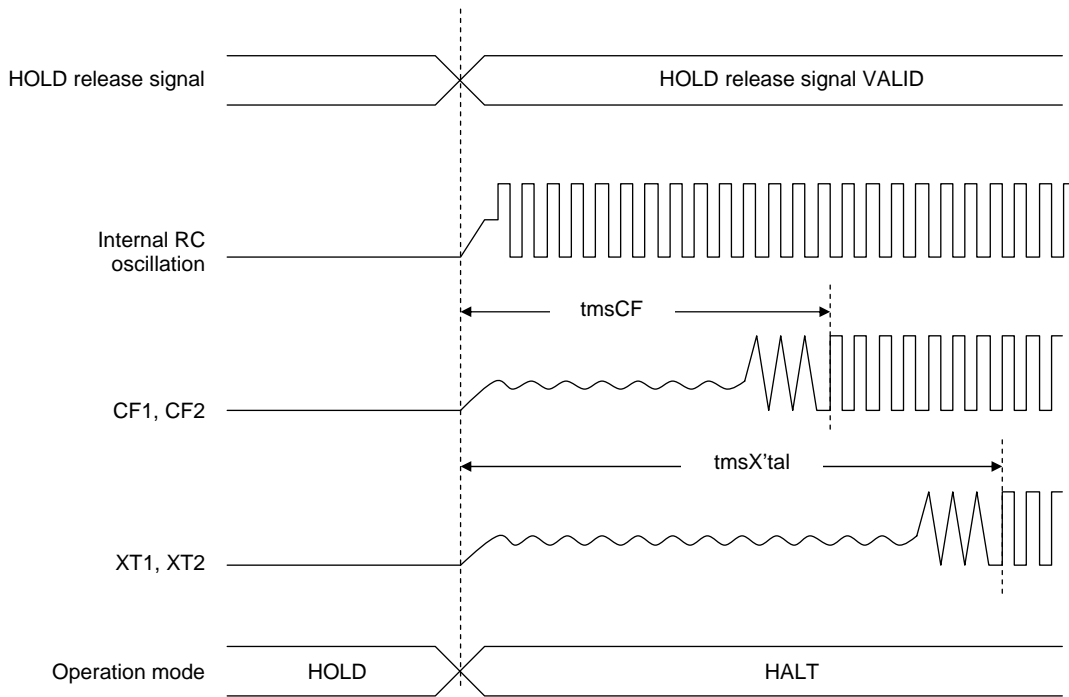 HOLD release signal
HOLD release signal VALID
Internal RC
oscillation
tmsCF
CF1, CF2
tmsX'tal
XT1, XT2
Operation mode
HOLD
HALT